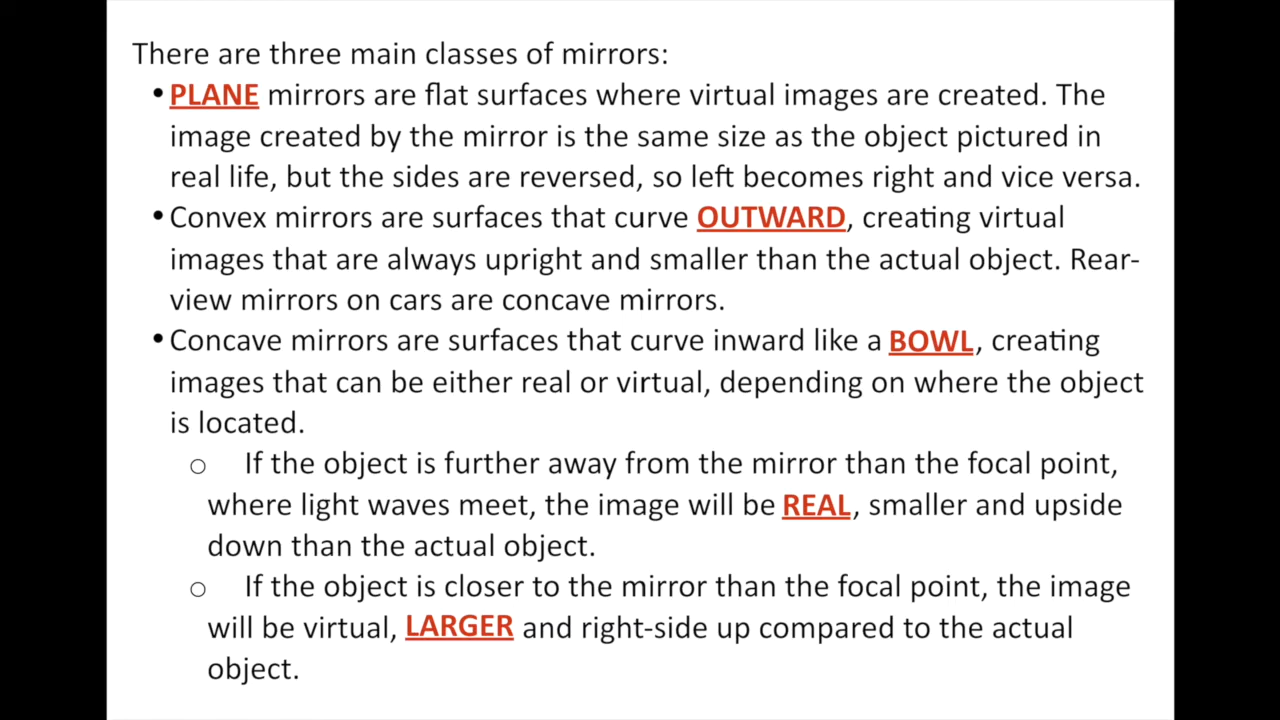 There are three main classes of mirrors:
• PLANE mirrors are flat surfaces where virtual images are created. The
image created by the mirror is the same size as the object pictured in
real life, but the sides are reversed, so left becomes right and vice versa.
• Convex mirrors are surfaces that curve OUTWARD, creating virtual
images that are always upright and smaller than the actual object. Rear-
view mirrors on cars are concave mirrors.
• Concave mirrors are surfaces that curve inward like a BOWL, creating
images that can be either real or virtual, depending on where the object
is located.
○ If the object is further away from the mirror than the focal point,
where light waves meet, the image will be REAL, smaller and upside
down than the actual object.
○ If the object is closer to the mirror than the focal point, the image
will be virtual, LARGER and right-side up compared to the actual
object.